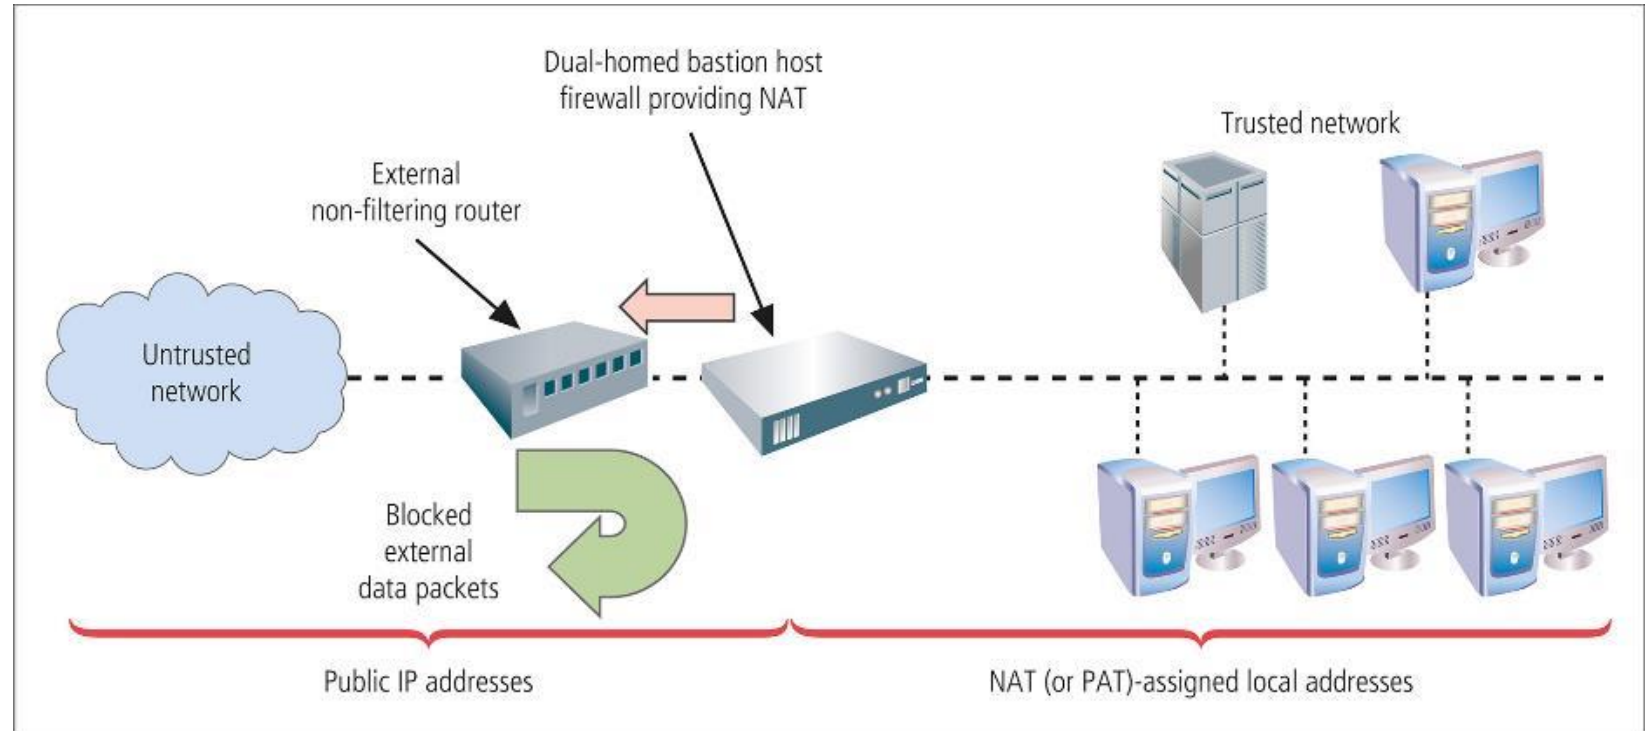 Dual-homed bastion host
firewall providing NAT
Trusted network
External
non-filtering router
Untrusted
network
Blocked
external
data packets
Public IP addresses
NAT (or PAT)-assigned local addresses